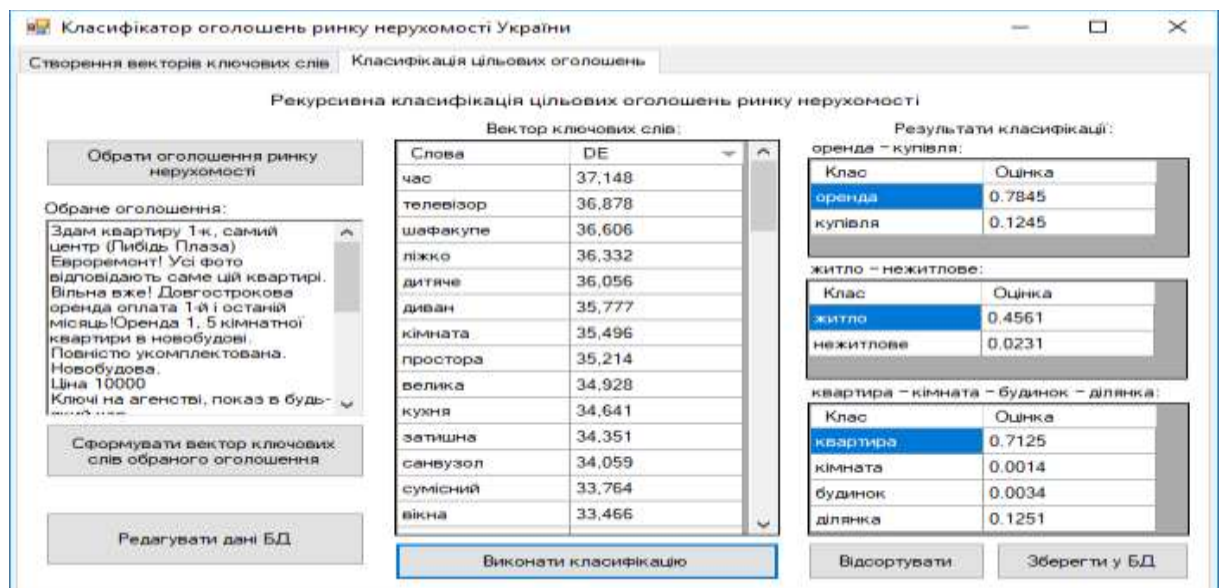 Класифікатор оголошень ринку нерухомості України
Створення векторів ключових слів
Класифікація цільових оголошень
Рекурсивна класифікація цільових оголошень ринку нерухомості
Обрати оголошення ринку
нерухомості
Обране оголошення:
Здам квартиру 1-к, самий
центр (Либідь Плаза)
Евроремонт! Усі фото
відповідають саме цій квартирі.
Вільна вже! Довгострокова
оренда оплата 1-й і останій
місяць!Оренда 1, 5 кімнатної
квартири в новобудові.
Повністю укомплектована.
Новобудова.
Ціна 10000
Ключі на агенстві, показ в будь-
Сформувати вектор ключових
слів обраного оголошення
Редагувати дані БД
Вектор ключових слів:
Слова DE
час 37,148
телевізор 36,878
шафакупе 36,606
ліжко 36,332
дитяче 36,056
диван 35,777
кімната 35,496
простора 35,214
велика 34,928
кухня 34,641
затишна 34,351
санвузол 34,059
сумісний 33,764
вікна 33,466
Виконати класифікацію
Результати класифікації:
оренда – купівля:
Клас Оцінка
оренда 0.7845
купівля 0.1245
житло – нежитлове:
Клас Оцінка
житло 0.4561
нежитлове 0.0231
квартира – кімната – будинок – ділянка:
Клас Оцінка
квартира 0.7125
кімната 0.0014
будинок 0.0034
ділянка 0.1251
Відсортувати
Зберегти у БД